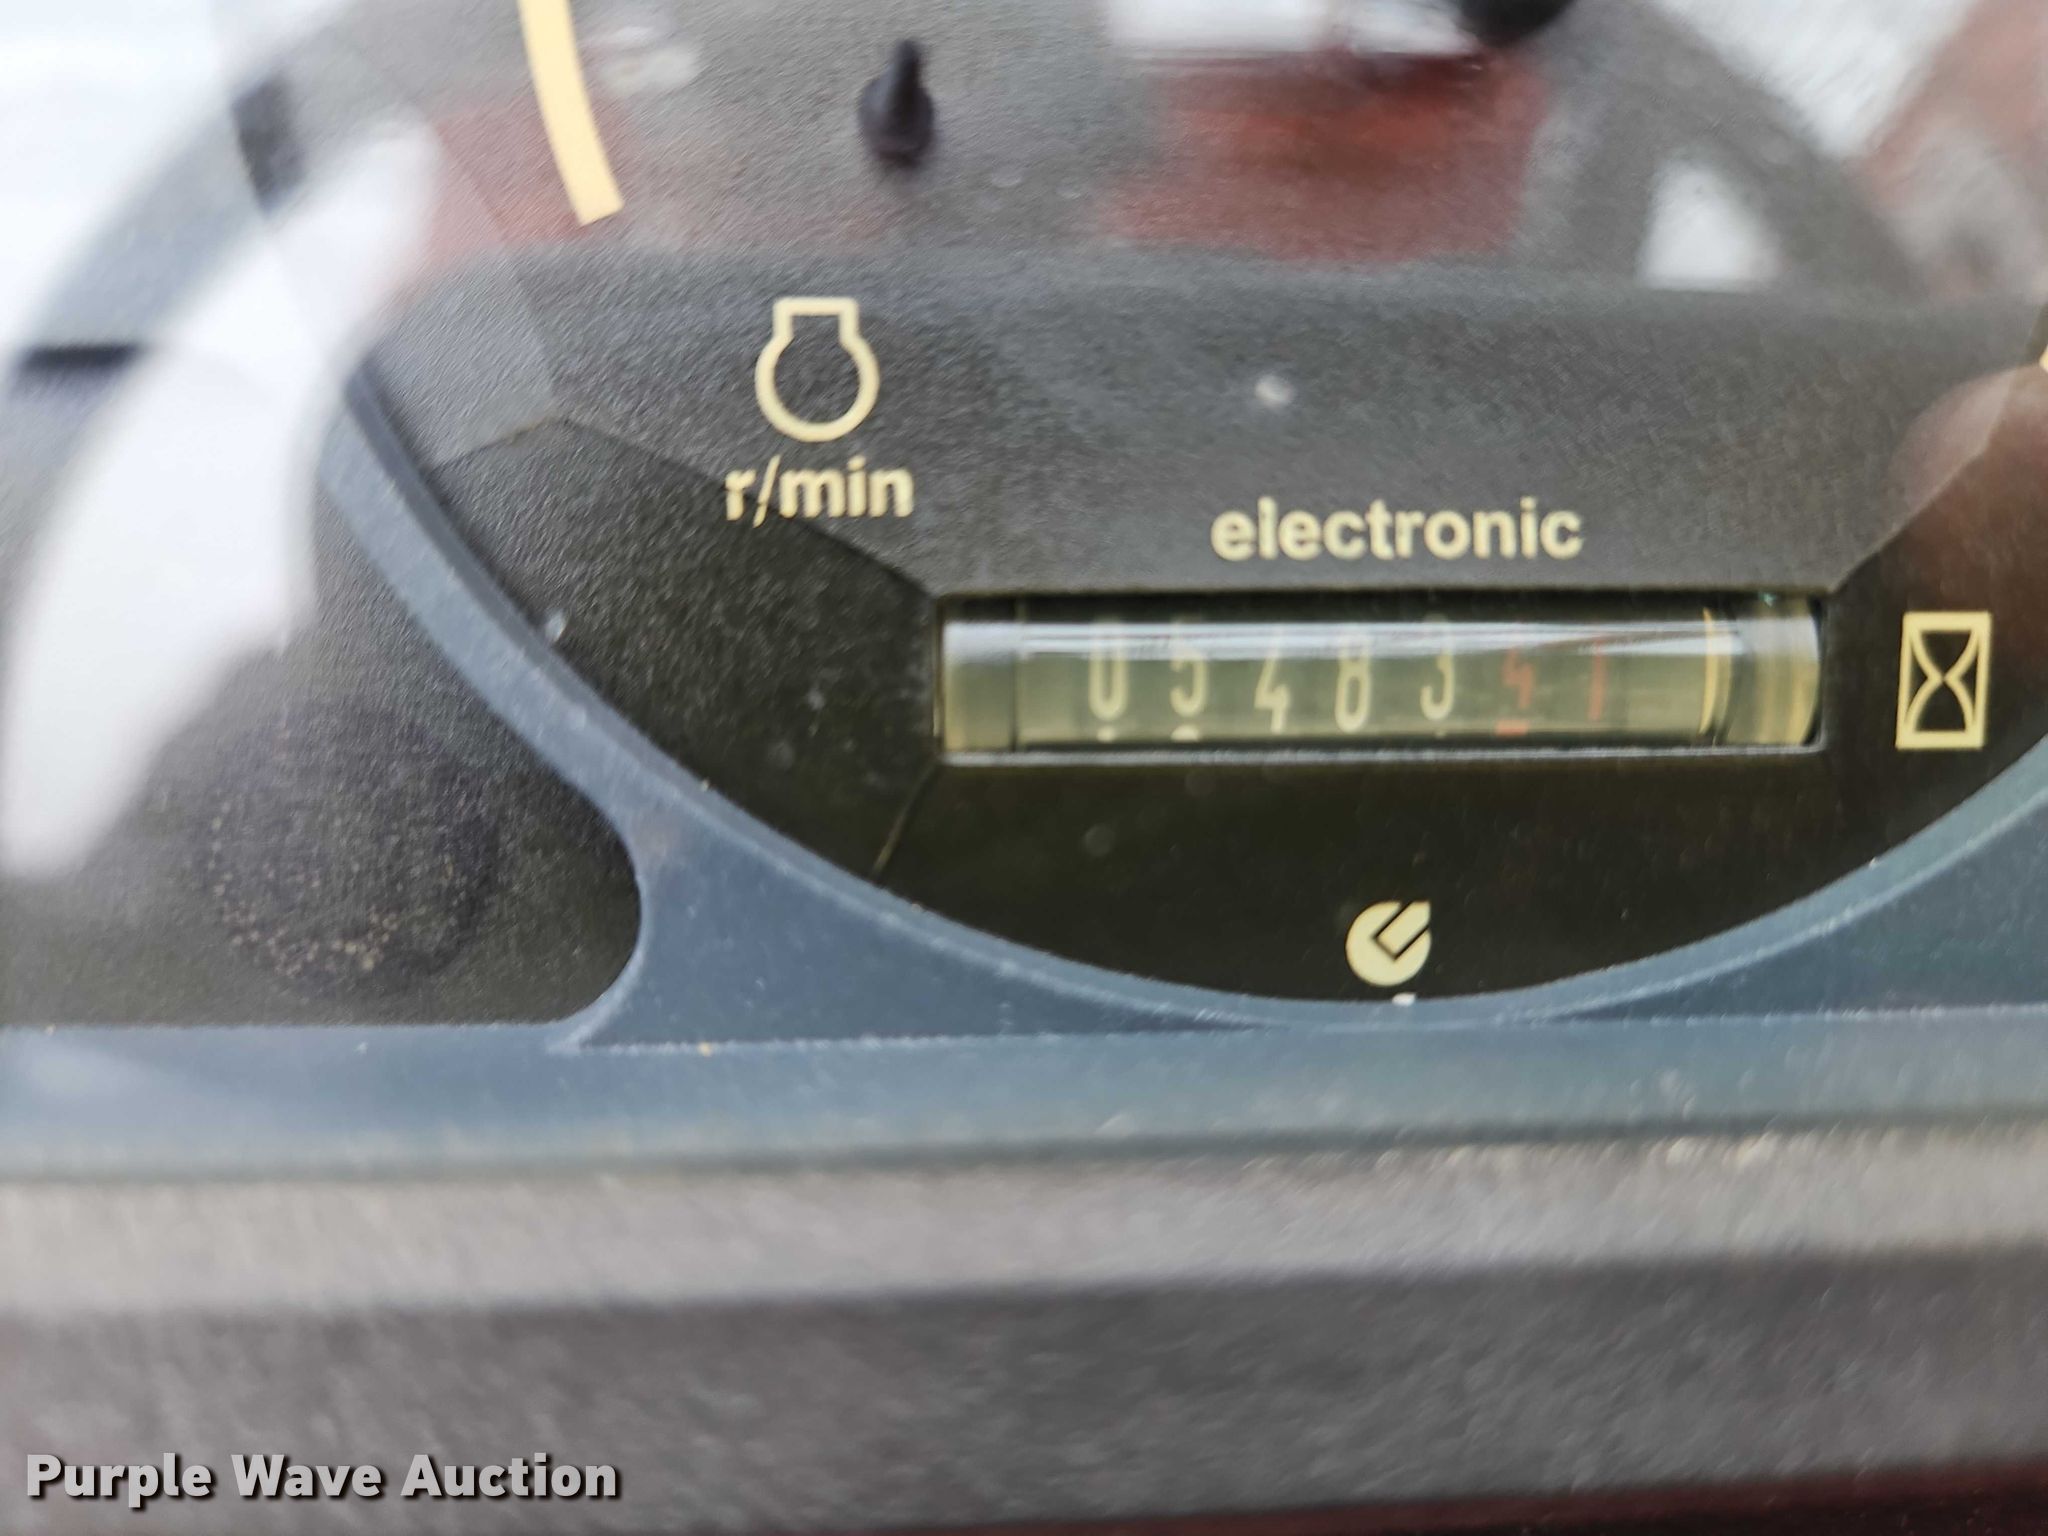 r/min
electronic
0548341
Purple Wave Auction